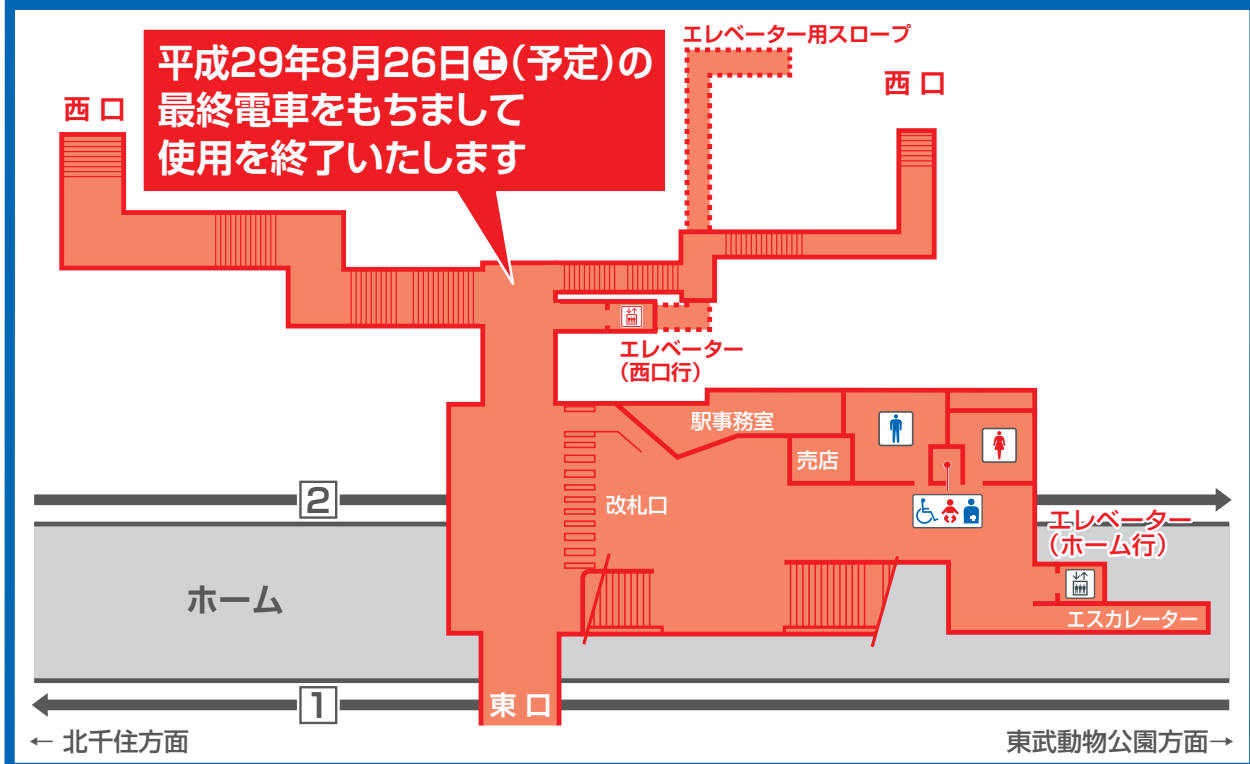 エレベーター用スロープ
平成29年8月26日㊏(予定)の
最終電車をもちまして
使用を終了いたします
西 口
西 口
エレベーター
(西口行)
駅事務室
売店
改札口
2
エレベーター
(ホーム行)
ホーム
エスカレーター
東 口
1
← 北千住方面
東武動物公園方面→